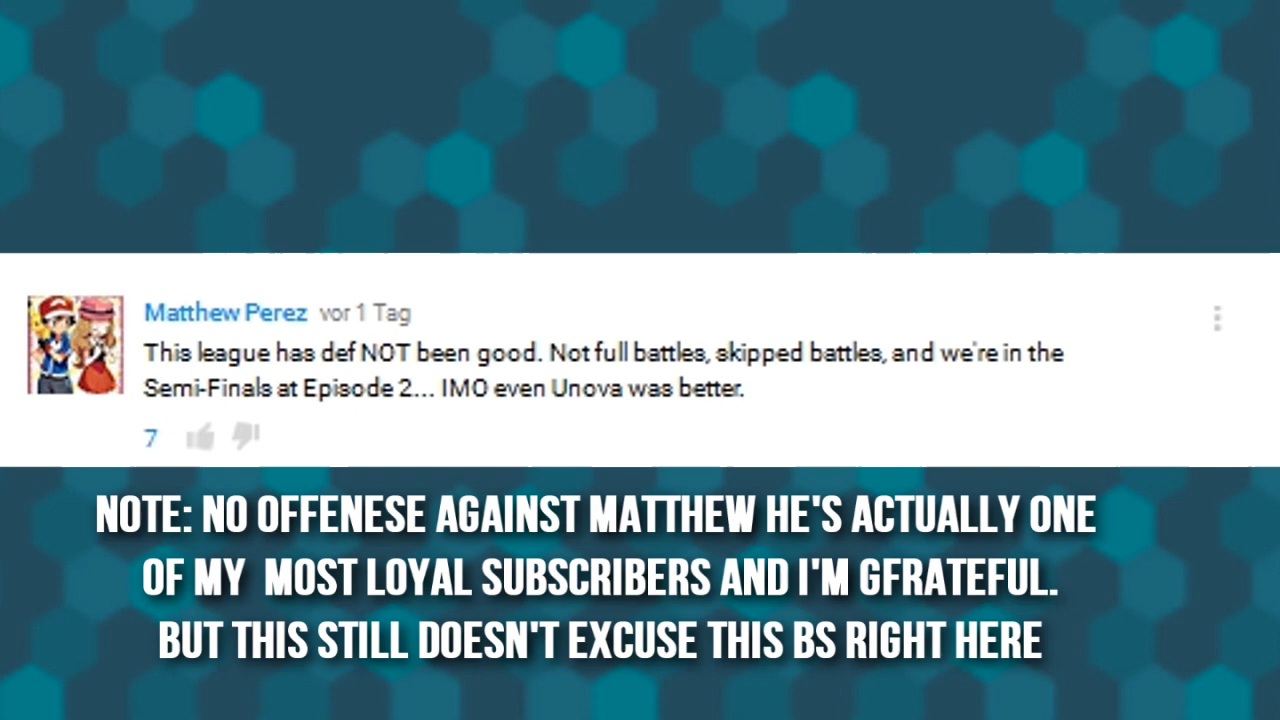 Matthew Perez vor 1 Tag
This league has def NOT been good. Not full battles, skipped battles, and we're in the
Semi-Finals at Episode 2... IMO even Unova was better.
7
NOTE: NO OFFENESE AGAINST MATTHEW HE'S ACTUALLY ONE
OF MY MOST LOYAL SUBSCRIBERS AND I'M GFRATEFUL.
BUT THIS STILL DOESN'T EXCUSE THIS BS RIGHT HERE